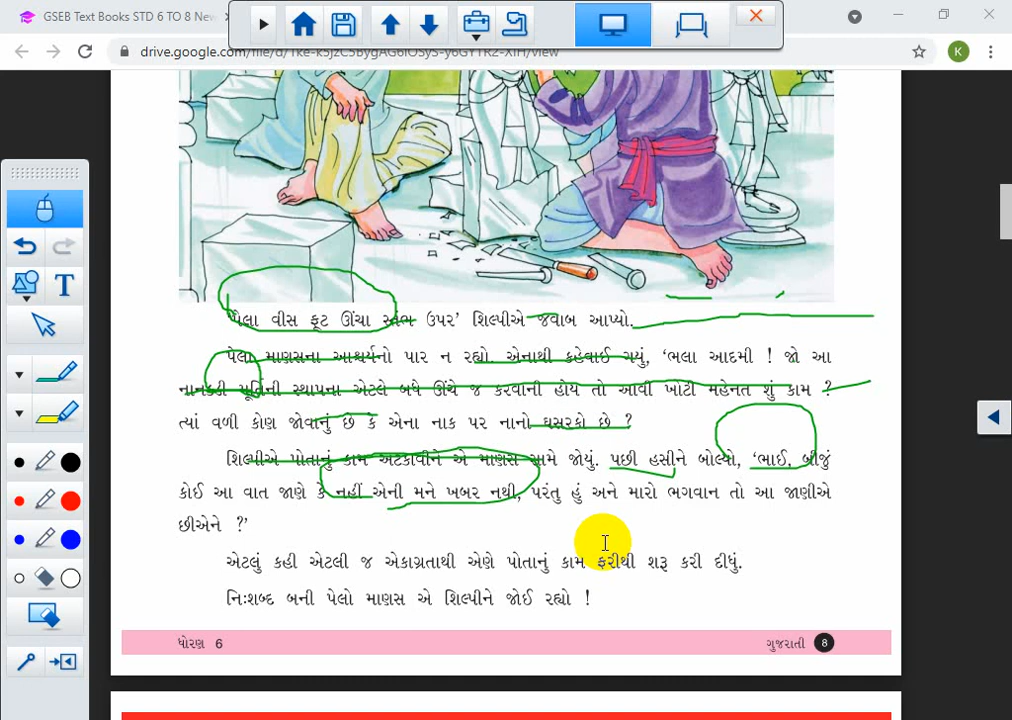 GSEB Text Books STD 6 TO 8 New
drive.google.com/file/d/1ke-k5jzC5BygAG6lOSyS-y6GYTRZ-XIH/view
K
T
'પેલા વીસ ફૂટ ઊંચા સ્તંભ ઉપર' શિલ્પીએ જવાબ આપ્યો.
પેલા માણસના આશ્ચર્યનો પાર ન રહ્યો. એનાથી કહેવાઈ ગયું, 'ભલા આદમી ! જો આ
નાનકડી મૂર્તિની સ્થાપના એટલે બધે ઊંચે જ કરવાની હોય તો આવી ખોટી મહેનત શું કામ ?
ત્યાં વળી કોણ જોવાનું છે કે એના નાક પર નાનો ઘસરકો છે ?
શિલ્પીએ પોતાનું કામ અટકાવીને એ માણસ સામે જોયું. પછી હસીને બોલ્યો, 'ભાઈ, બીજું
કોઈ આ વાત જાણે કે નહીં એની મને ખબર નથી, પરંતુ હું અને મારો ભગવાન તો આ જાણીએ
છીએને ?'
એટલું કહી એટલી જ એકાગ્રતાથી એણે પોતાનું કામ ફરીથી શરૂ કરી દીધું.
નિઃશબ્દ બની પેલો માણસ એ શિલ્પીને જોઈ રહ્યો !
ધોરણ 6
ગુજરાતી 8